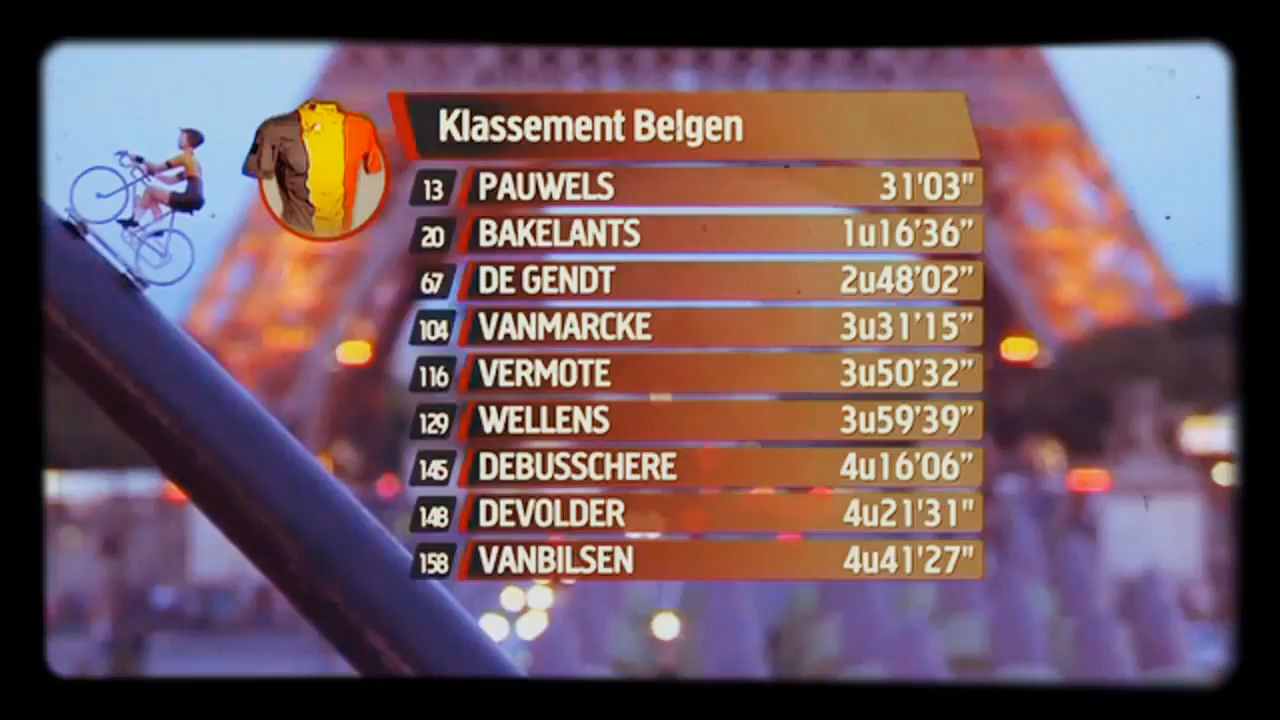 Klassement Belgen
13 PAUWELS 31'03"
20 BAKELANTS 1u16'36”
67 DE GENDT 2u48'02”
104 VANMARCKE 3u31'15”
116 VERMOTE 3u50'32”
129 WELLENS 3u59'39”
145 DEBUSSCHERE 4u16'06”
148 DEVOLDER 4u21'31"
158 VANBILSEN 4u41'27"